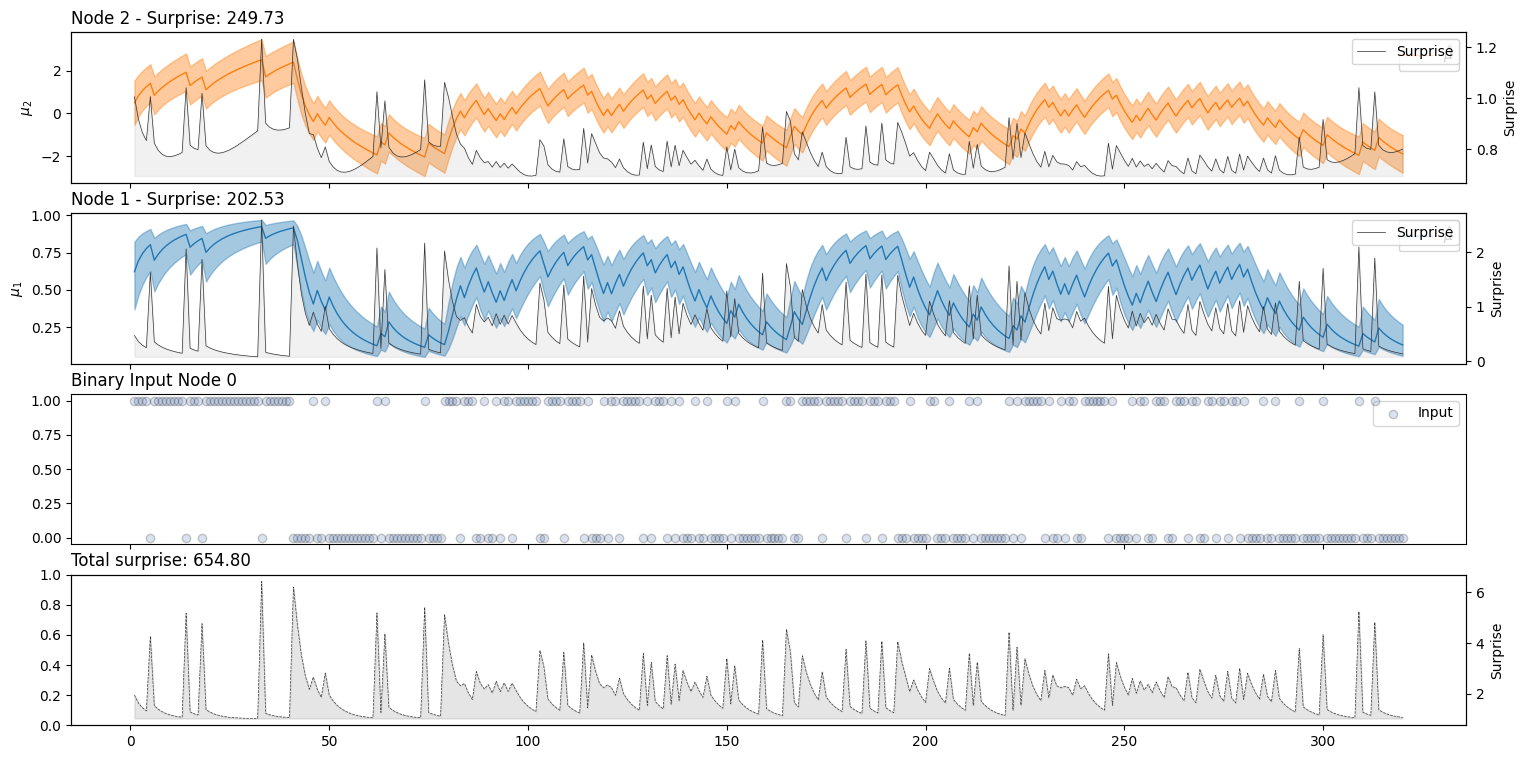 Node 2 - Surprise: 249.73
μ2
2
0
−2
Surprise
1.2
1.0
0.8
Surprise
Node 1 - Surprise: 202.53
μ1
1.00
0.75
0.50
0.25
Surprise
2
1
0
Surprise
Binary Input Node 0
1.00
0.75
0.50
0.25
0.00
Input
Total surprise: 654.80
1.0
0.8
0.6
0.4
0.2
0.0
6
4
2
Surprise
0 50 100 150 200 250 300